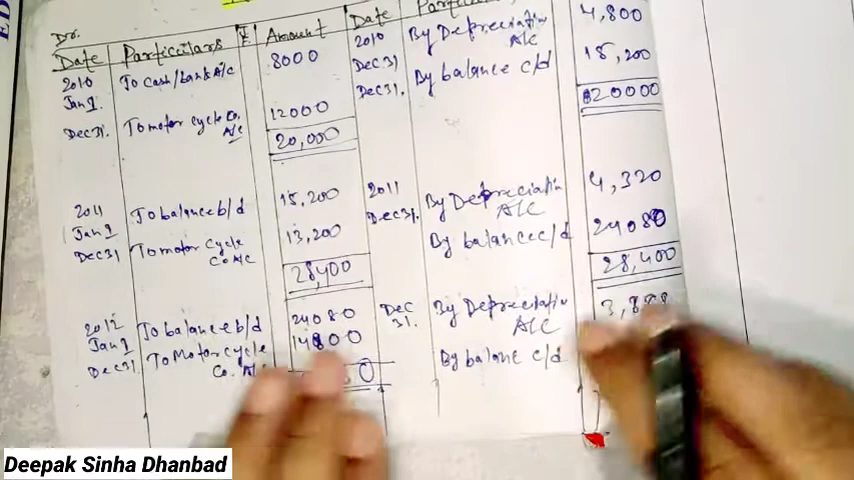 Dr.
Date Particulars ₹ Amount Date
2010 To cash/bank A/c 8000 2010 By Depreciation 4,800
Jan 1. Dec 31 A/c
Dec 31. By balance c/d 15,200
Dec 31. To motor cycle Co. 12000 20000
A/c
20,000
2011 To balance b/d 15,200 2011 By Depreciation 4,320
Jan 1 Dec 31. A/c
Dec 31 To motor cycle 13,200 By balance c/d 24080
Co A/c
28,400 28,400
2012 To balance b/d 24080 Dec By Depreciation
Jan 1 31. A/c
Dec 31 To Motor cycle 14800 By balanc c/d
Co. A/c
Deepak Sinha Dhanbad